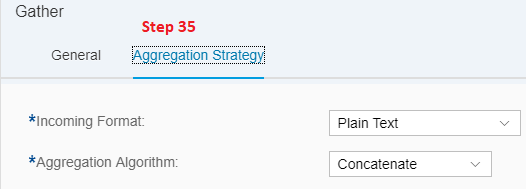 Gather
Step 35
General Aggregation Strategy
*Incoming Format: Plain Text
*Aggregation Algorithm: Concatenate